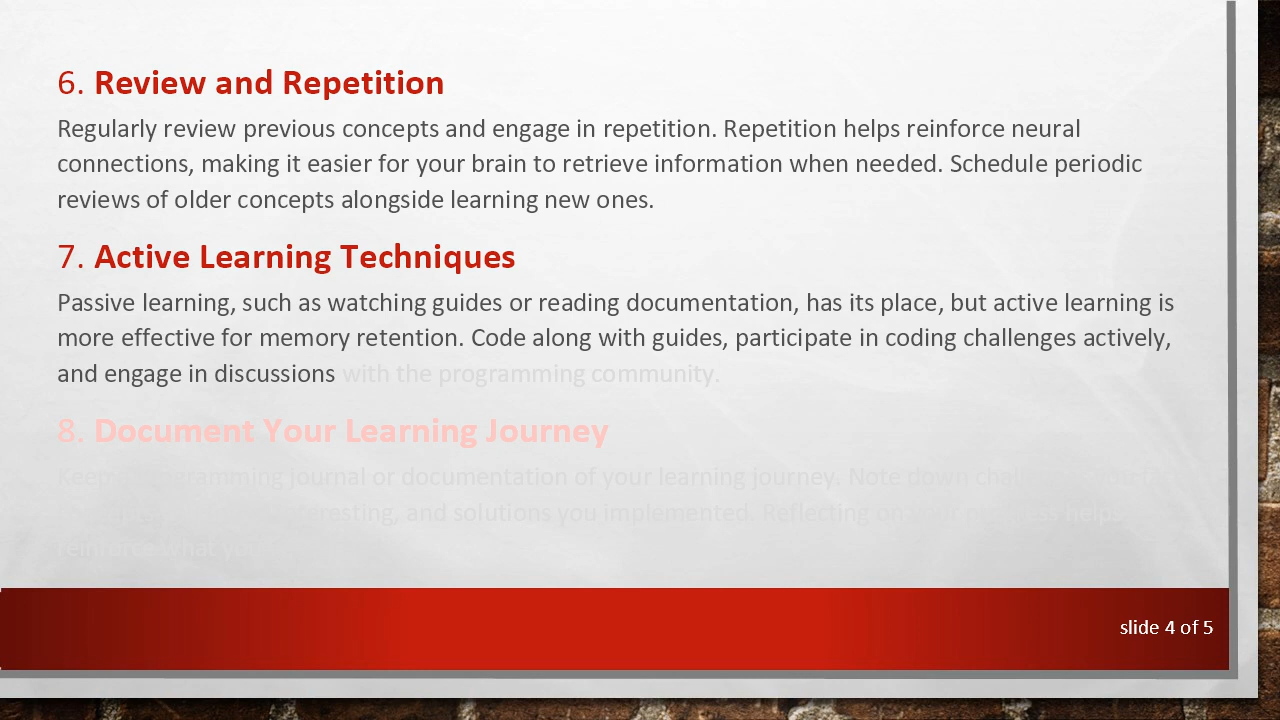 6. Review and Repetition
Regularly review previous concepts and engage in repetition. Repetition helps reinforce neural
connections, making it easier for your brain to retrieve information when needed. Schedule periodic
reviews of older concepts alongside learning new ones.
7. Active Learning Techniques
Passive learning, such as watching guides or reading documentation, has its place, but active learning is
more effective for memory retention. Code along with guides, participate in coding challenges actively,
and engage in discussions with the programming community.
8. Document Your Learning Journey
Keep a programming journal or documentation of your learning journey. Note down
interesting, and solutions you implemented. Reflecting on your helps
reinforce what
slide 4 of 5